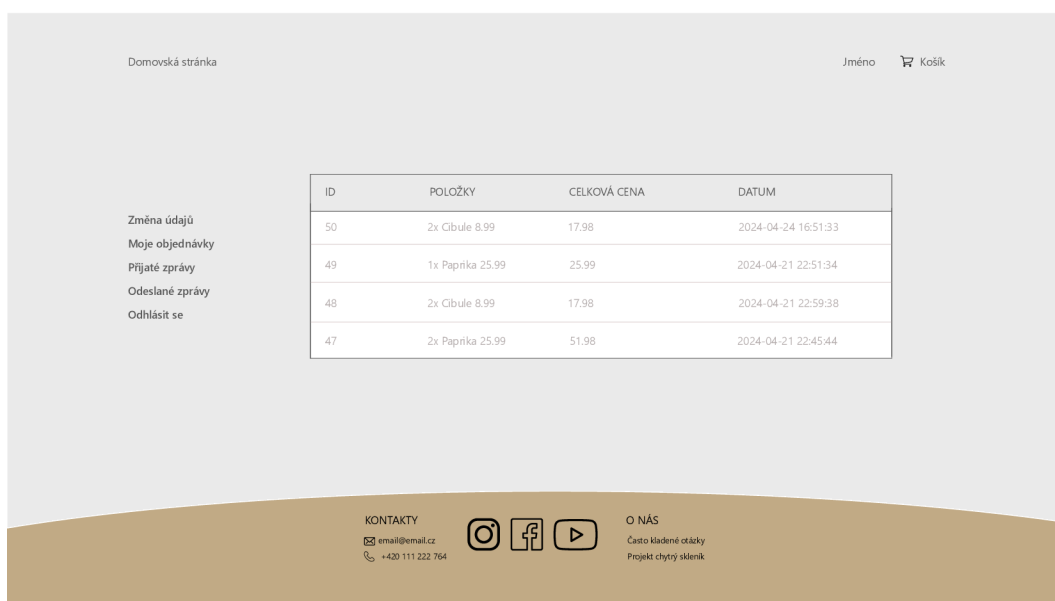 Domovská stránka Jméno Košík
ID POLOŽKY CELKOVÁ CENA DATUM
50 2x Cibule 8.99 17.98 2024-04-24 16:51:33
49 1x Paprika 25.99 25.99 2024-04-21 22:51:34
48 2x Cibule 8.99 17.98 2024-04-21 22:59:38
47 2x Paprika 25.99 51.98 2024-04-21 22:45:44
Změna údajů
Moje objednávky
Přijaté zprávy
Odeslané zprávy
Odhlásit se
KONTAKTY
email@email.cz
+420 111 222 764
O NÁS
Často kladené otázky
Projekt chytrý skleník